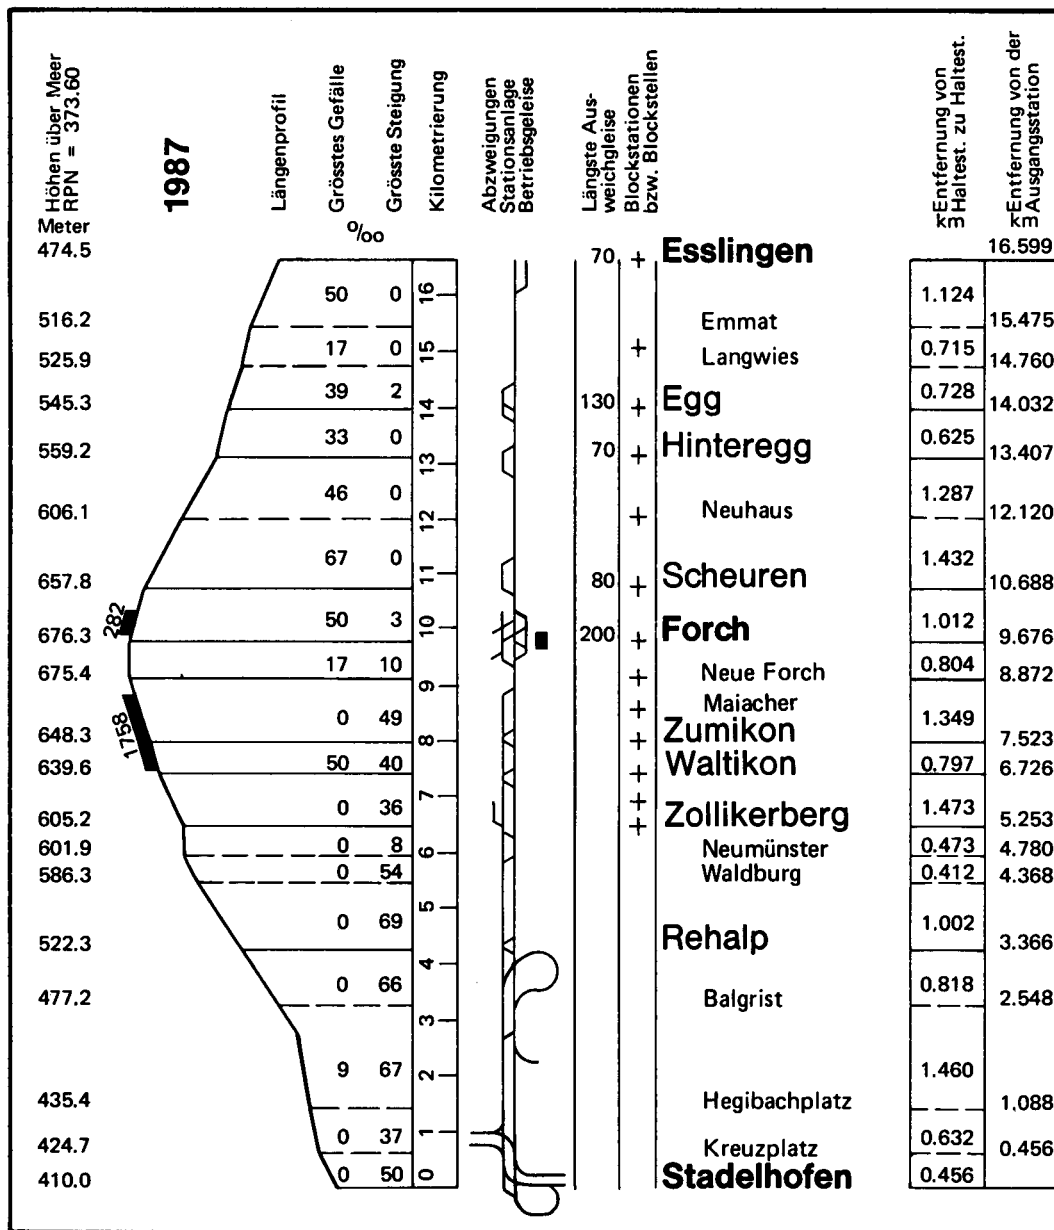 Höhen über Meer
RPN = 373.60
1987
Längenprofil
Grösstes Gefälle
Grösste Steigung
Kilometrierung
Abzweigungen
Stationsanlage
Betriebsgeleise
Längste Aus-
weichgleise
Blockstationen
bzw. Blockstellen
km Entfernung von
Haltest. zu Haltest.
km Entfernung von der
Ausgangsstation
Meter
o/oo
474.5 70 + Esslingen 16.599
50 0 16 1.124
516.2 Emmat 15.475
17 0 15 + 0.715
525.9 Langwies 14.760
39 2 0.728
545.3 14 130 + Egg 14.032
33 0 0.625
559.2 13 70 + Hinteregg 13.407
46 0 1.287
606.1 12 + Neuhaus 12.120
67 0 1.432
657.8 11 80 + Scheuren 10.688
282 50 3 1.012
676.3 10 200 + Forch 9.676
17 10 0.804
675.4 9 + Neue Forch 8.872
+ Maiacher
1758 0 49 1.349
648.3 8 + Zumikon 7.523
50 40 0.797
639.6 + Waltikon 6.726
7 +
0 36 1.473
605.2 + Zollikerberg 5.253
0 8 0.473
601.9 6 Neumünster 4.780
0 54 0.412
586.3 Waldburg 4.368
5
0 69 1.002
522.3 4 Rehalp 3.366
0 66 0.818
477.2 Balgrist 2.548
3
9 67 2 1.460
435.4 Hegibachplatz 1.088
0 37 1 0.632
424.7 Kreuzplatz 0.456
410.0 0 50 0 Stadelhofen 0.456